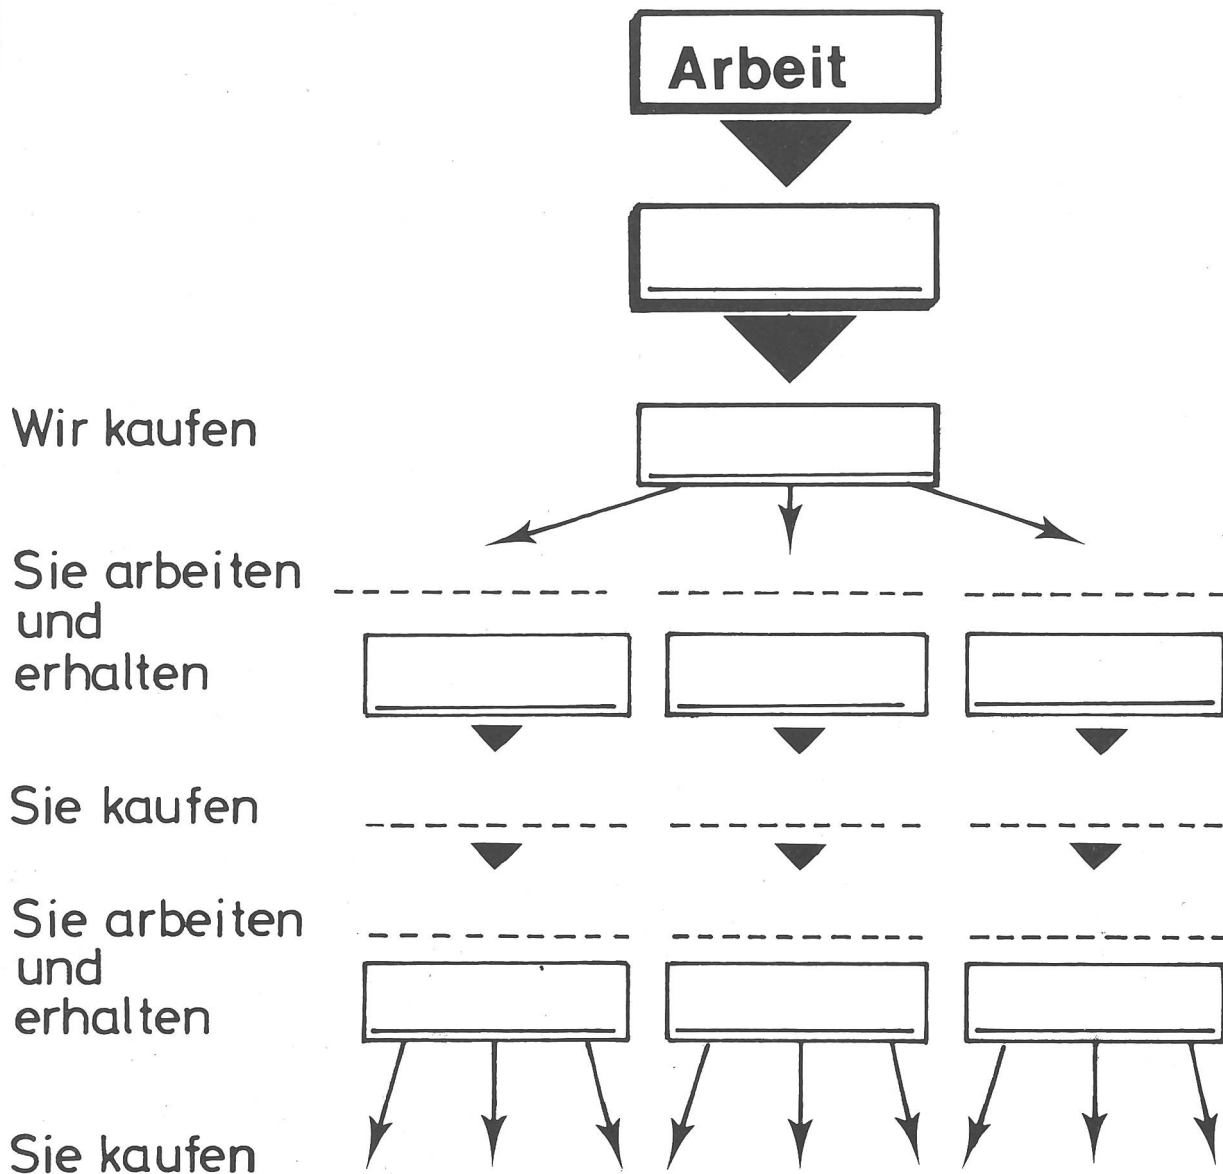 Arbeit
Wir kaufen
Sie arbeiten
und
erhalten
Sie kaufen
Sie arbeiten
und
erhalten
Sie kaufen